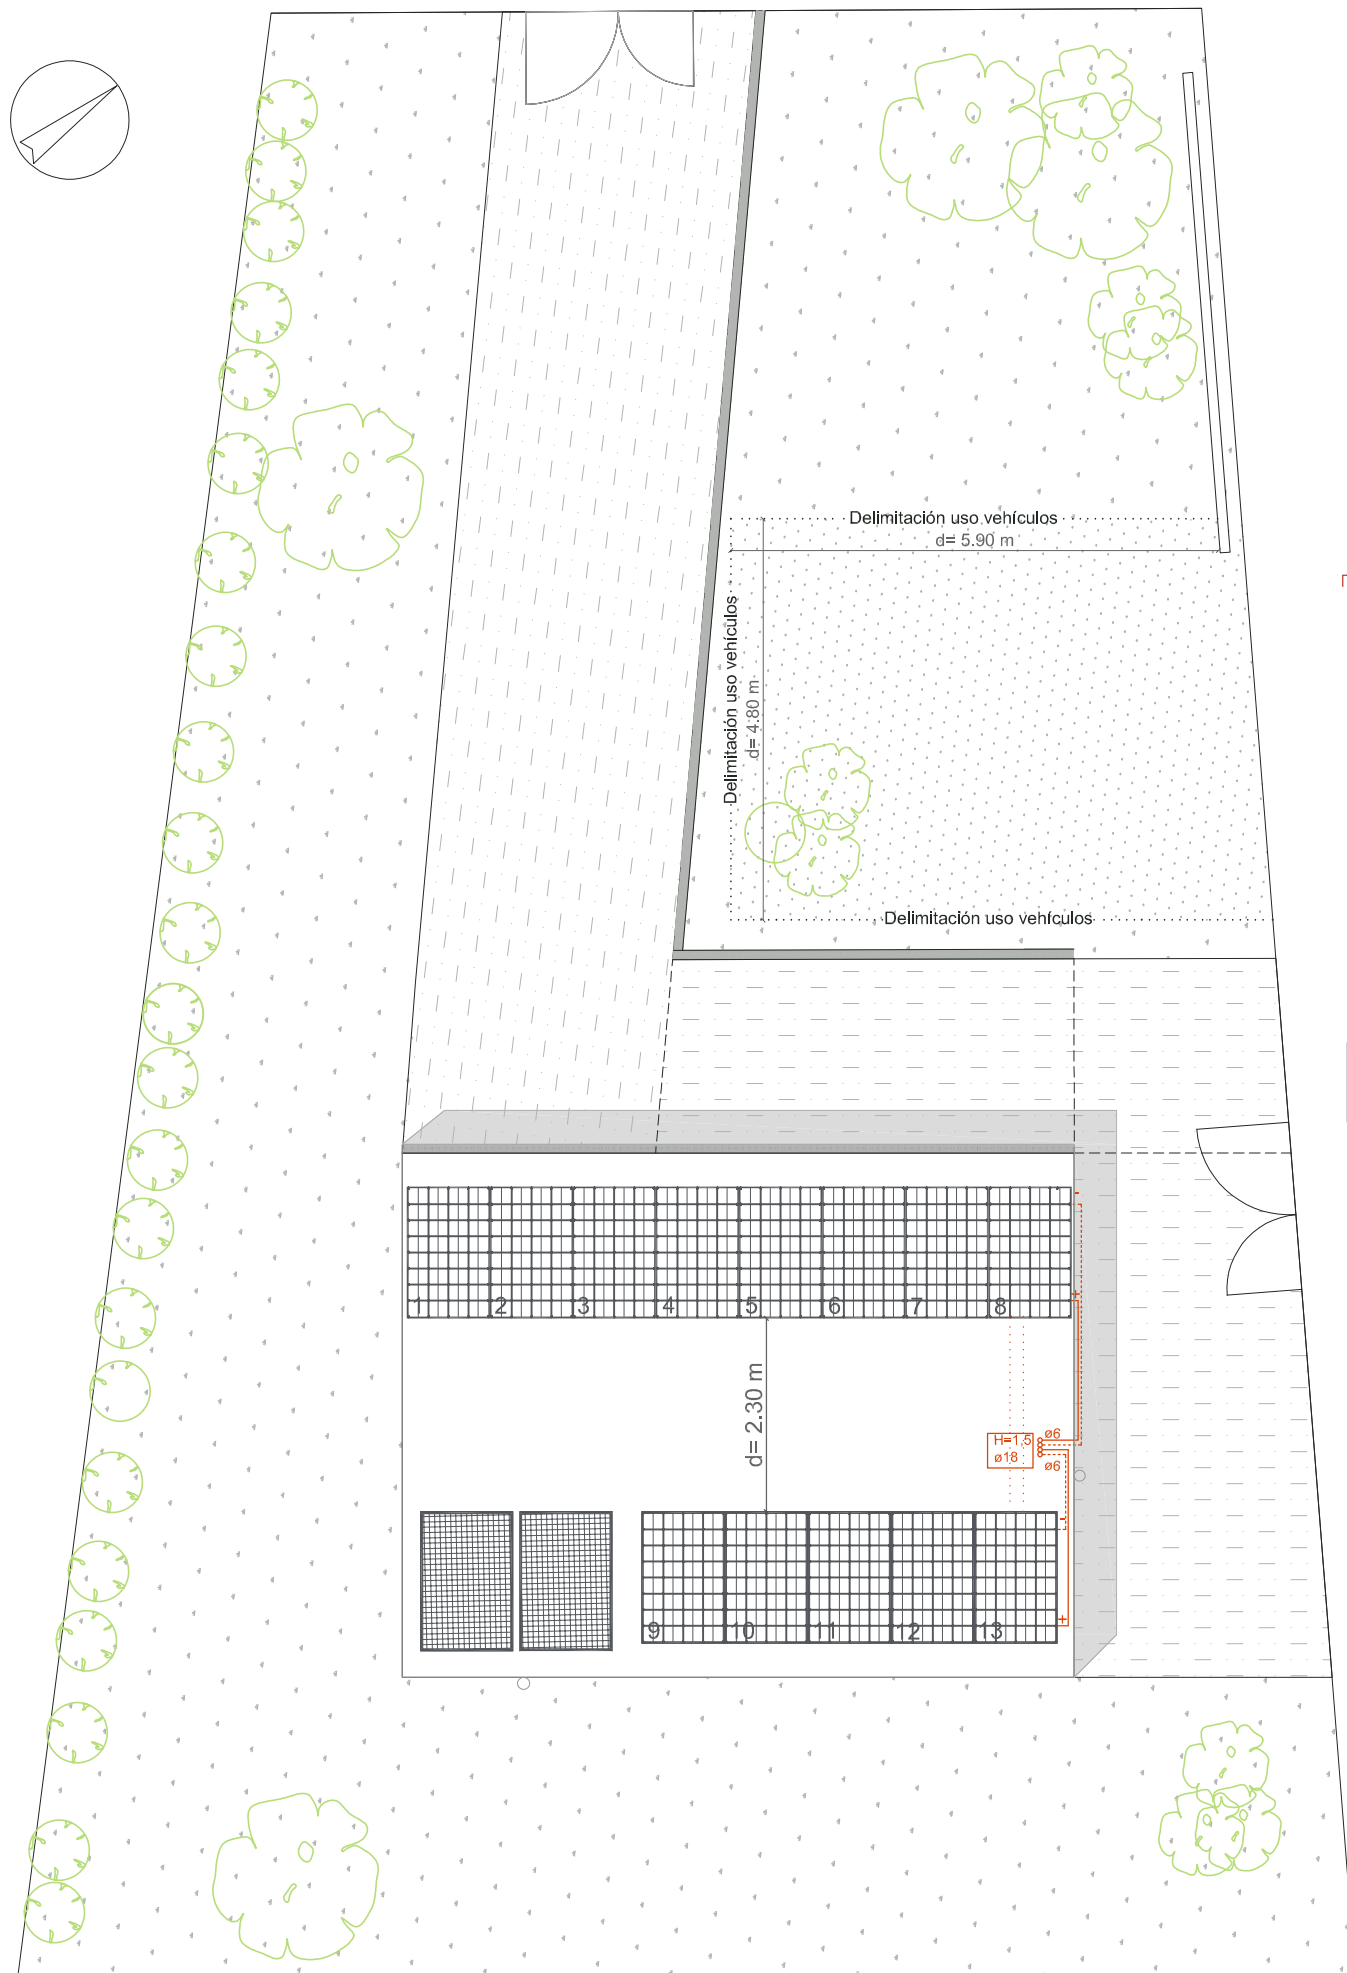 Delimitación uso vehículos
d= 5.90 m
Delimitación uso vehículos
d= 4.80 m
Delimitación uso vehículos
-
1 2 3 4 5 6 7 8
+
d= 2.30 m
H=1,5
ø18
ø6
ø6
-
9 10 11 12 13
+